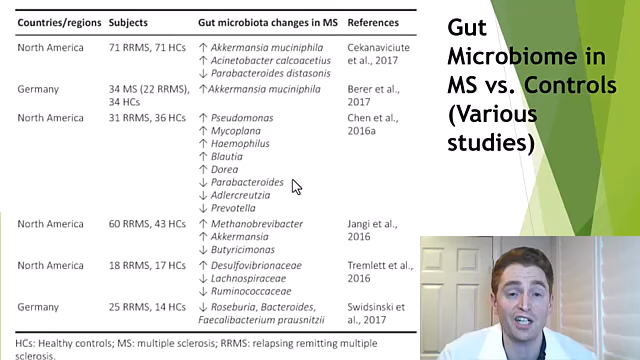 Countries/regions Subjects Gut microbiota changes in MS References
North America 71 RRMS, 71 HCs ↑ Akkermansia muciniphila Cekanaviciute
↑ Acinetobacter calcoacetius et al., 2017
↓ Parabacteroides distasonis
Germany 34 MS (22 RRMS), ↑Akkermansia muciniphila Berer et al.,
34 HCs 2017
North America 31 RRMS, 36 HCs ↑ Pseudomonas Chen et al.,
↑ Mycoplana 2016a
↑ Haemophilus
↑ Blautia
↑ Dorea
↓ Parabacteroides
↓ Adlercreutzia
↓ Prevotella
North America 60 RRMS, 43 HCs ↑ Methanobrevibacter Jangi et al.,
↑ Akkermansia 2016
↓ Butyricimonas
North America 18 RRMS, 17 HCs ↑ Desulfovibrionaceae Tremlett et al.,
↓ Lachnospiraceae 2016
↓ Ruminococcaceae
Germany 25 RRMS, 14 HCs ↓ Roseburia, Bacteroides, Swidsinski et
Faecalibacterium prausnitzii al., 2017
HCs: Healthy controls; MS: multiple sclerosis; RRMS: relapsing remitting multiple
sclerosis.
Gut
Microbiome in
MS vs. Controls
(Various
studies)